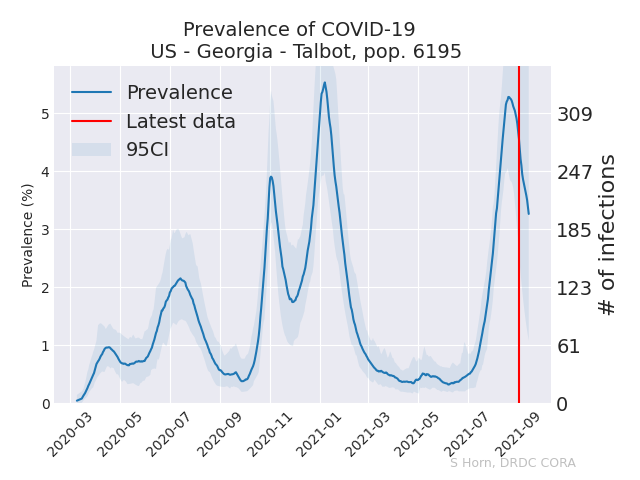 Prevalence of COVID-19
US - Georgia - Talbot, pop. 6195
Prevalence
Latest data
95CI
Prevalence (%)
5
4
3
2
1
0
309
247
185
123
61
0
# of infections
2020-03
2020-05
2020-07
2020-09
2020-11
2021-01
2021-03
2021-05
2021-07
2021-09
S Horn, DRDC CORA